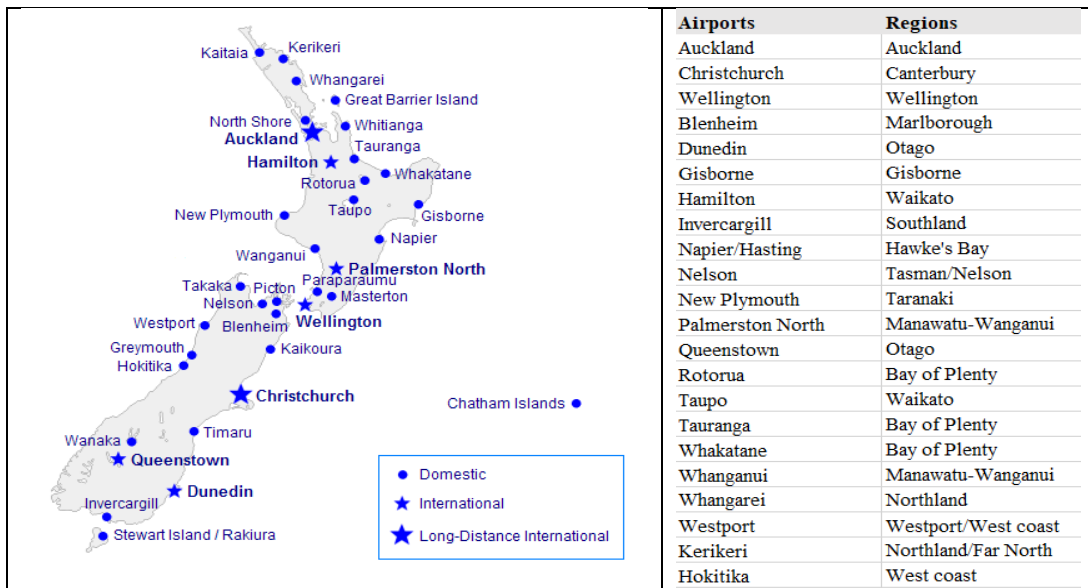 Kaitaia
Kerikeri
Whangarei
Great Barrier Island
North Shore
Whitianga
Auckland
Tauranga
Hamilton
Whakatane
Rotorua
Taupo
Gisborne
New Plymouth
Napier
Wanganui
Palmerston North
Paraparaumu
Takaka
Picton
Masterton
Nelson
Wellington
Blenheim
Westport
Greymouth
Kaikoura
Hokitika
Christchurch
Chatham Islands
Timaru
Wanaka
Queenstown
Dunedin
Invercargill
Stewart Island / Rakiura
Domestic
International
Long-Distance International
Airports Regions
Auckland Auckland
Christchurch Canterbury
Wellington Wellington
Blenheim Marlborough
Dunedin Otago
Gisborne Gisborne
Hamilton Waikato
Invercargill Southland
Napier/Hasting Hawke's Bay
Nelson Tasman/Nelson
New Plymouth Taranaki
Palmerston North Manawatu-Wanganui
Queenstown Otago
Rotorua Bay of Plenty
Taupo Waikato
Tauranga Bay of Plenty
Whakatane Bay of Plenty
Whanganui Manawatu-Wanganui
Whangarei Northland
Westport Westport/West coast
Kerikeri Northland/Far North
Hokitika West coast